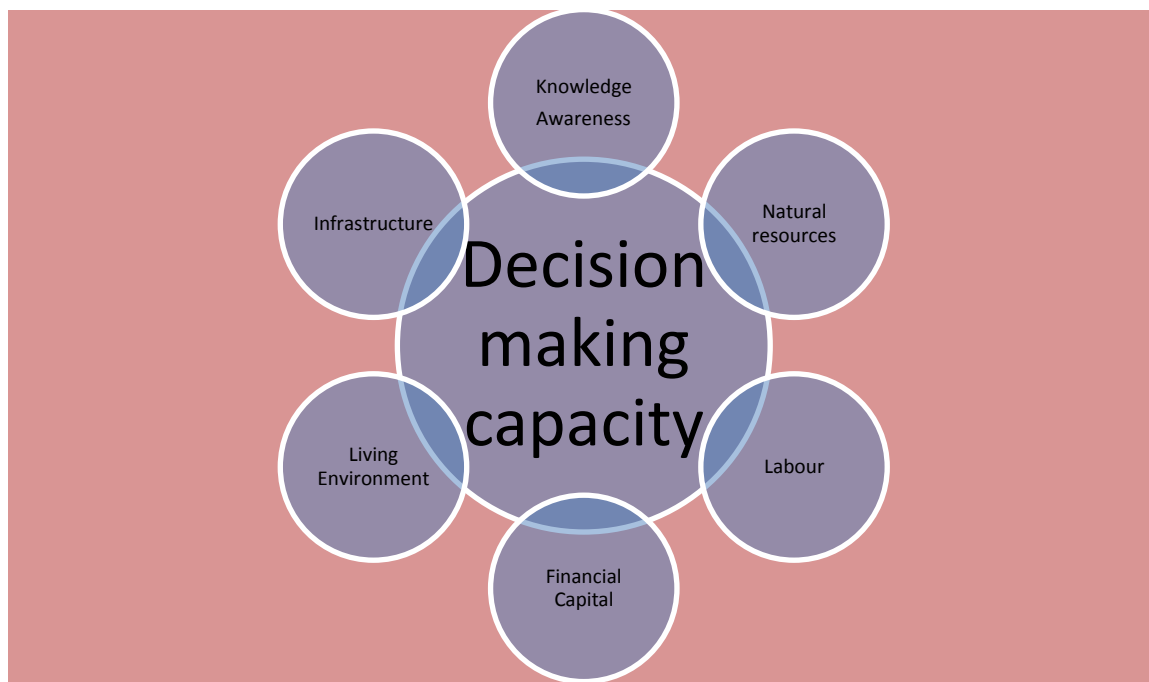 Knowledge
Awareness
Natural
resources
Labour
Financial
Capital
Living
Environment
Infrastructure
Decision
making
capacity